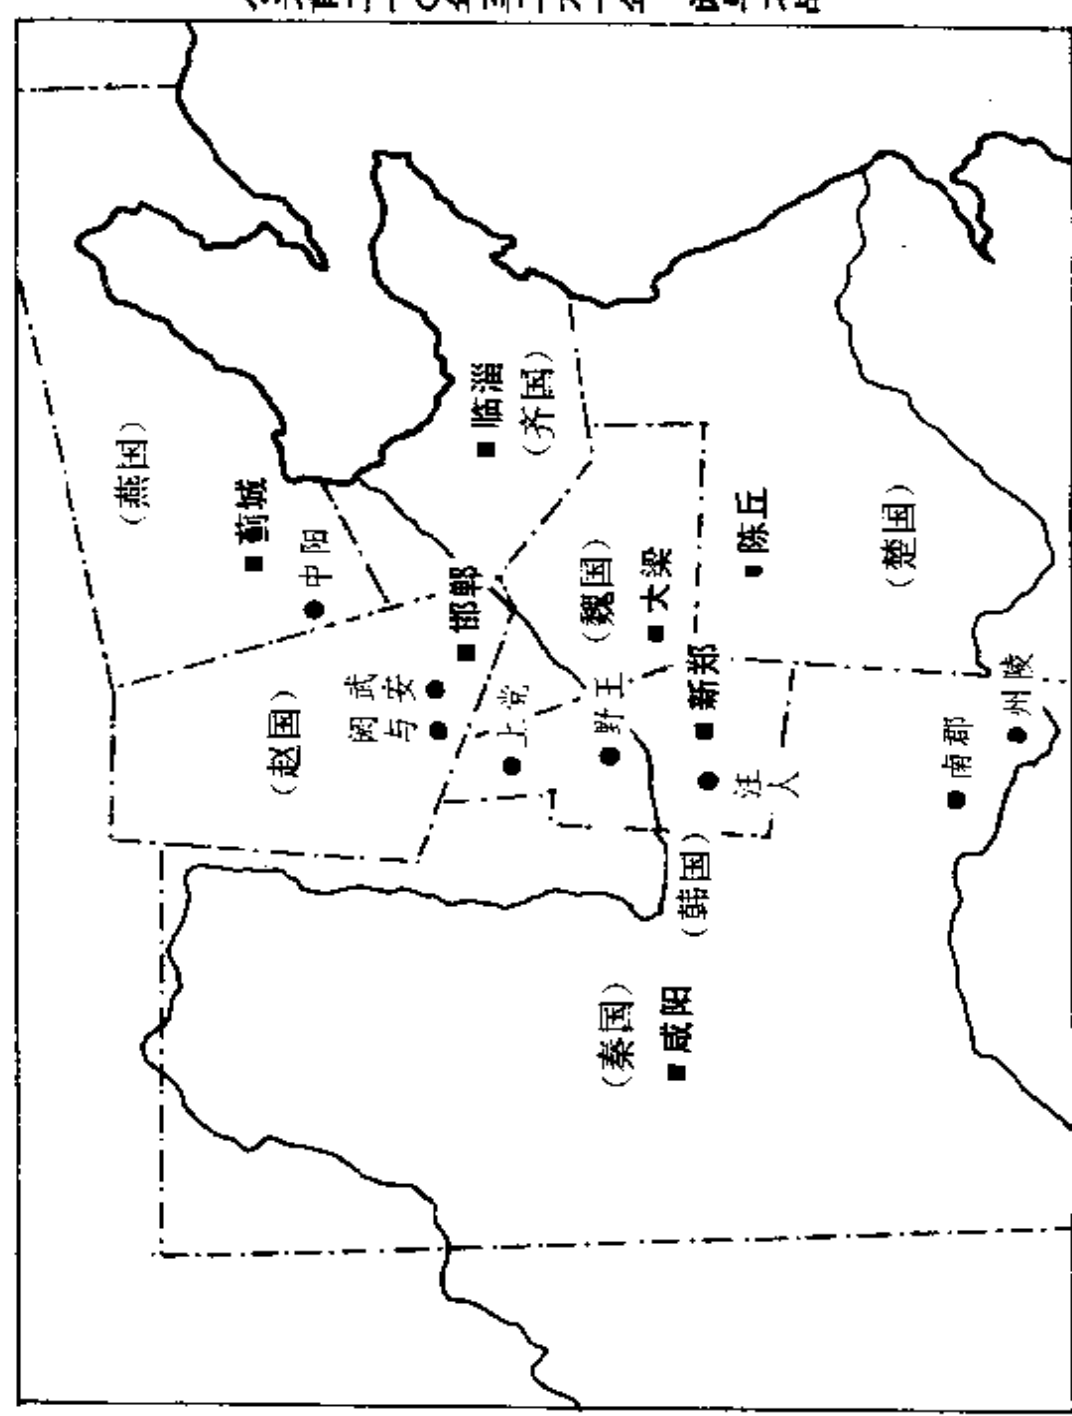 (燕国)
蓟城
(赵国)
中阳
阏与
武安
邯郸
临淄
(齐国)
上党
(秦国)
野王
(魏国)
咸阳
(韩国)
新郑
大梁
注人
陈丘
(楚国)
南郡
州陵